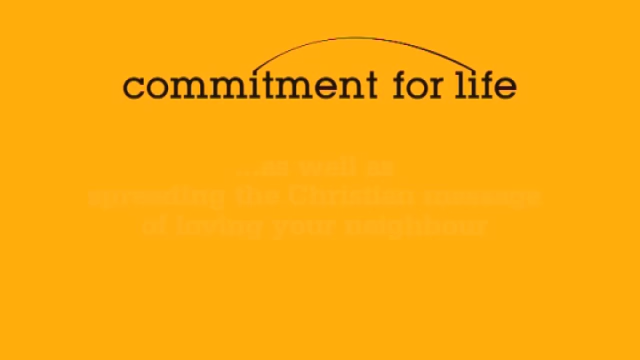 commitment for life
...as well as
spreading the Christian message
of loving your neighbour